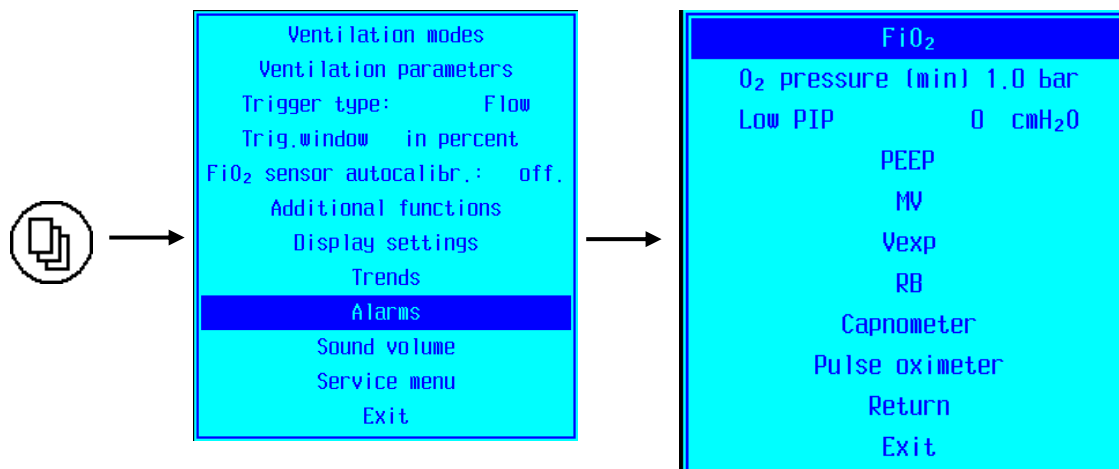 Ventilation modes
Ventilation parameters
Trigger type: Flow
Trig.window in percent
FiO₂ sensor autocalibr.: off.
Additional functions
Display settings
Trends
Alarms
Sound volume
Service menu
Exit
FiO₂
O₂ pressure (min) 1.0 bar
Low PIP 0 cmH₂O
PEEP
MV
Vexp
RB
Capnometer
Pulse oximeter
Return
Exit